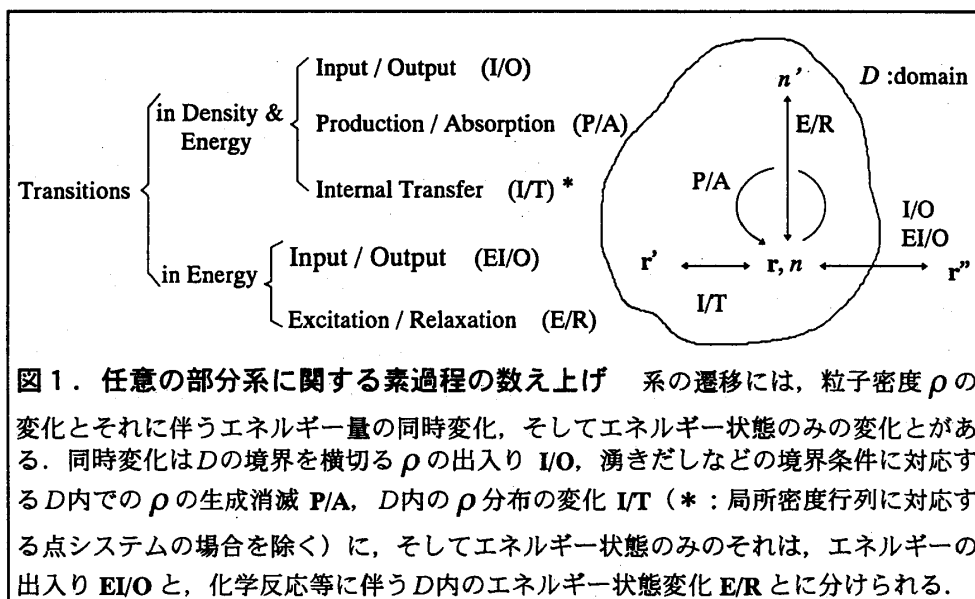 Input / Output (I/O)
in Density &
Energy
Production / Absorption (P/A)
Internal Transfer (I/T) *
Transitions
in Energy
Input / Output (EI/O)
Excitation / Relaxation (E/R)
D :domain
n'
E/R
P/A
I/O
EI/O
r'
r, n
r"
I/T
図1．任意の部分系に関する素過程の数え上げ 系の遷移には，粒子密度 ρ の
変化とそれに伴うエネルギー量の同時変化，そしてエネルギー状態のみの変化とがあ
る．同時変化はDの境界を横切る ρ の出入り I/O，湧きだしなどの境界条件に対応す
るD内での ρ の生成消滅 P/A，D内の ρ 分布の変化 I/T（*：局所密度行列に対応す
る点システムの場合を除く）に，そしてエネルギー状態のみのそれは，エネルギーの
出入り EI/O と，化学反応等に伴うD内のエネルギー状態変化 E/R とに分けられる．